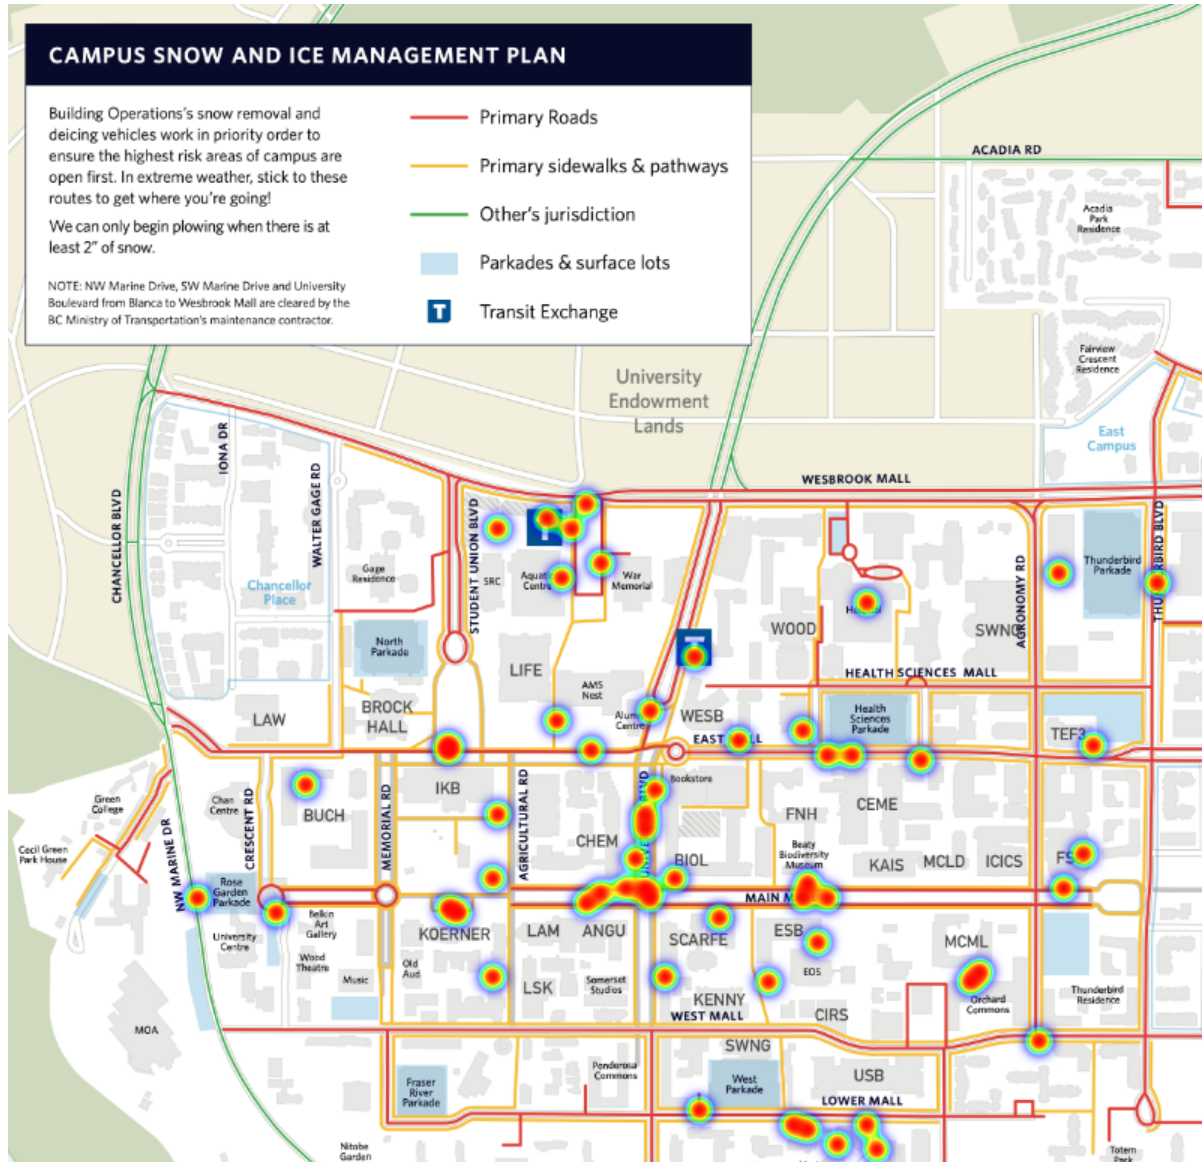 CAMPUS SNOW AND ICE MANAGEMENT PLAN
Building Operations's snow removal and
deicing vehicles work in priority order to
ensure the highest risk areas of campus are
open first. In extreme weather, stick to these
routes to get where you're going!
We can only begin plowing when there is at
least 2" of snow.
NOTE: NW Marine Drive, SW Marine Drive and University
Boulevard from Blanca to Wesbrook Mall are cleared by the
BC Ministry of Transportation's maintenance contractor.
Primary Roads
Primary sidewalks & pathways
Other's jurisdiction
Parkades & surface lots
T
Transit Exchange
ACADIA RD
Acadia
Park
Residence
Fairview
Crescent
Residence
University
Endowment
Lands
East
Campus
WESBROOK MALL
CHANCELLOR BLVD
IONA DR
WALTER GAGE RD
STUDENT UNION BLVD
Gage
Residence
Chancellor
Place
SRC
Centre
War
Memorial
North
Parkade
LIFE
AMS
Nest
Centre
WOOD
AGRONOMY RD
Thunderbird
Parkade
HEALTH SCIENCES MALL
LAW
BROCK
HALL
WESB
Health
Sciences
Parkade
TEF3
EAST
Bookstore
IKB
AGRICULTURAL RD
MEMORIAL RD
CRESCENT RD
BUCH
Chan
Centre
Green
College
Cecil Green
Park House
NW MARINE DR
CHEM
BIOL
FNH
CEME
Beaty
Biodiversity
Museum
KAIS
MCLD
ICICS
Rose
Garden
Parkade
MAIN
Belkin
Art
Gallery
University
Centre
Wood
Theatre
Music
KOERNER
Old
Aud
LAM
ANGU
SCARFE
ESB
EOS
MCML
LSK
Somerset
Studios
KENNY
WEST MALL
CIRS
Orchard
Commons
Thunderbird
Residence
MOA
SWNG
Ponderosa
Commons
Fraser
River
Parkade
West
Parkade
USB
LOWER MALL
Nitobe
Garden
Totem
Park